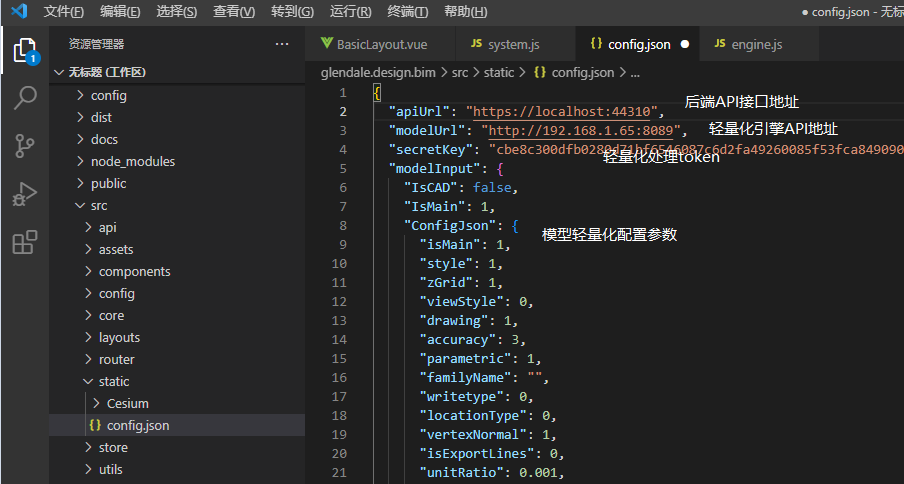 文件(F) 编辑(E) 选择(S) 查看(V) 转到(G) 运行(R) 终端(T) 帮助(H) ● config.json - 无标
资源管理器 ···
BasicLayout.vue JS system.js {} config.json ● JS engine.js
无标题 (工作区)
glendale.design.bim > src > static > {} config.json > ...
1
config
dist
docs
node_modules
public
src
api
assets
components
config
core
layouts
router
static
Cesium
{} config.json
store
utils
1 {
2 "apiUrl": "https://localhost:44310", 后端API接口地址
3 "modelUrl": "http://192.168.1.65:8089", 轻量化引擎API地址
4 "secretKey": 
轻量化处理token
5 "modelInput": {
6 "IsCAD": false,
7 "IsMain": 1,
8 "ConfigJson": { 模型轻量化配置参数
9 "isMain": 1,
10 "style": 1,
11 "zGrid": 1,
12 "viewStyle": 0,
13 "drawing": 1,
14 "accuracy": 3,
15 "parametric": 1,
16 "familyName": "",
17 "writetype": 0,
18 "locationType": 0,
19 "vertexNormal": 1,
20 "isExportLines": 0,
21 "unitRatio": 0.001,